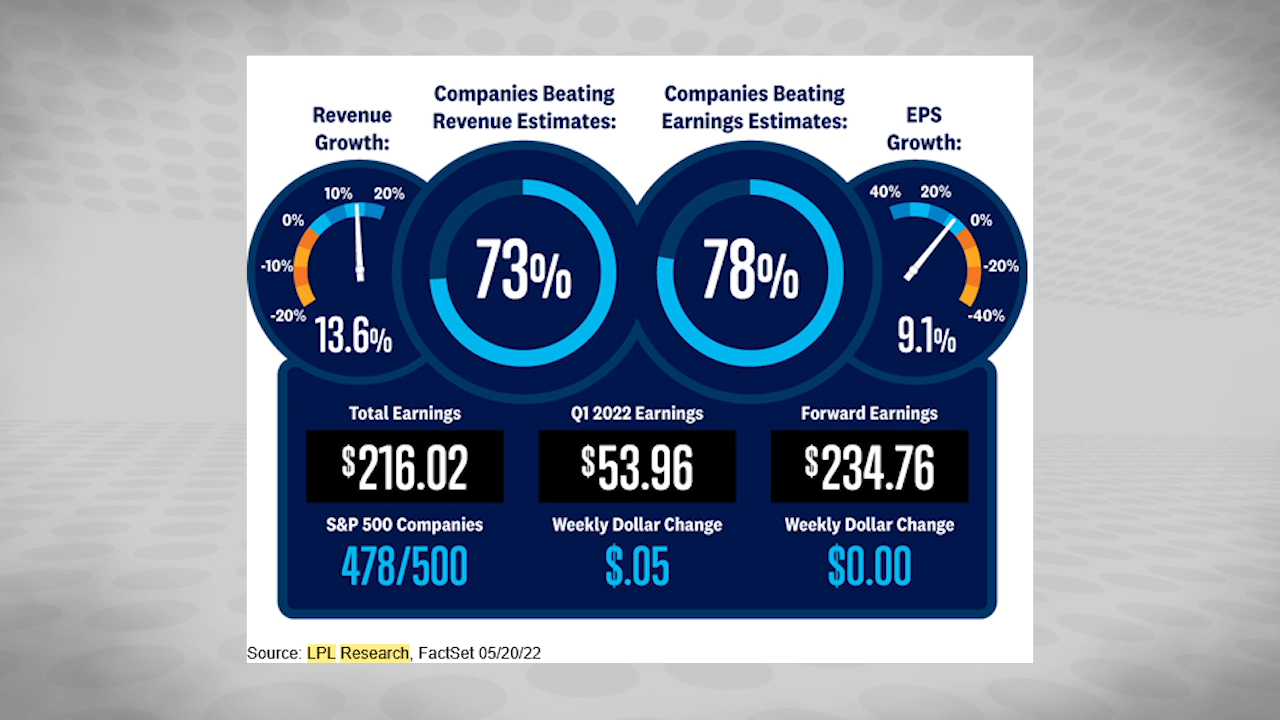 Revenue
Growth:
Companies Beating
Revenue Estimates:
Companies Beating
Earnings Estimates:
EPS
Growth:
-20%
-10%
0%
10%
20%
13.6%
73%
78%
40%
20%
0%
-20%
-40%
9.1%
Total Earnings
$216.02
S&P 500 Companies
478/500
Q1 2022 Earnings
$53.96
Weekly Dollar Change
$.05
Forward Earnings
$234.76
Weekly Dollar Change
$0.00
Source: LPL Research, FactSet 05/20/22